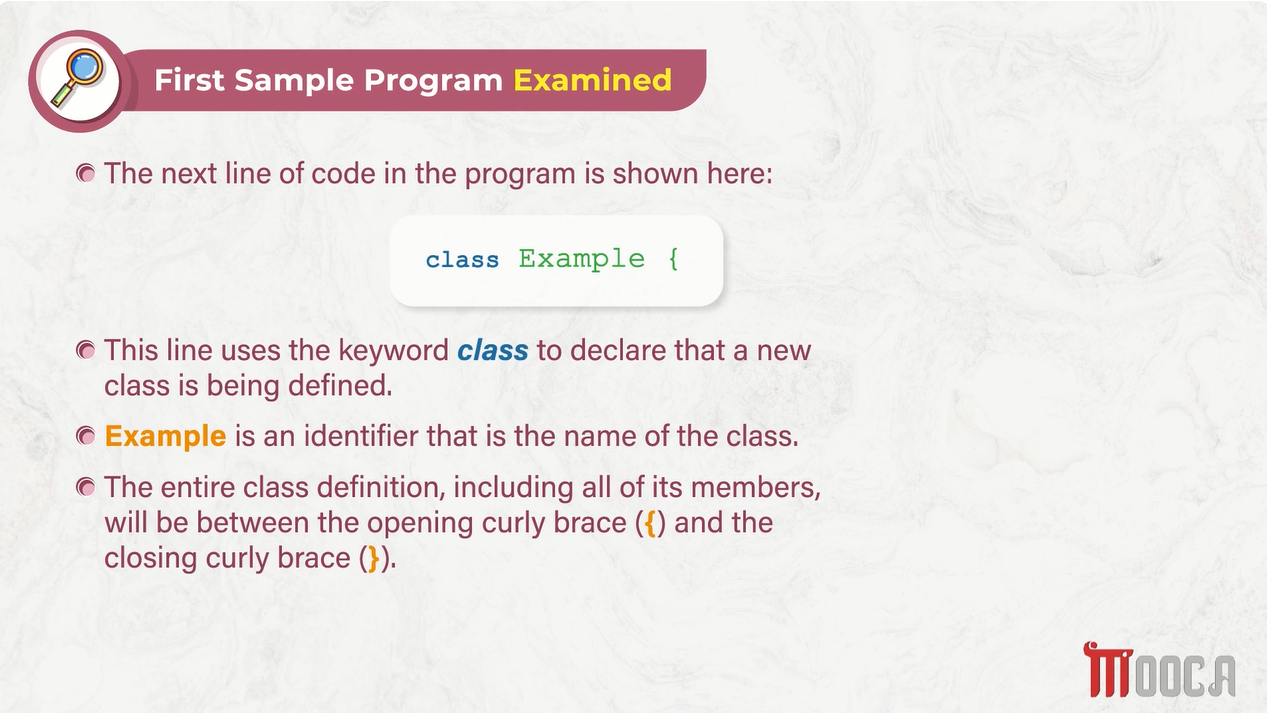 First Sample Program Examined
The next line of code in the program is shown here:
class Example {
This line uses the keyword class to declare that a new
class is being defined.
Example is an identifier that is the name of the class.
The entire class definition, including all of its members,
will be between the opening curly brace ({) and the
closing curly brace (}).
MOOCA